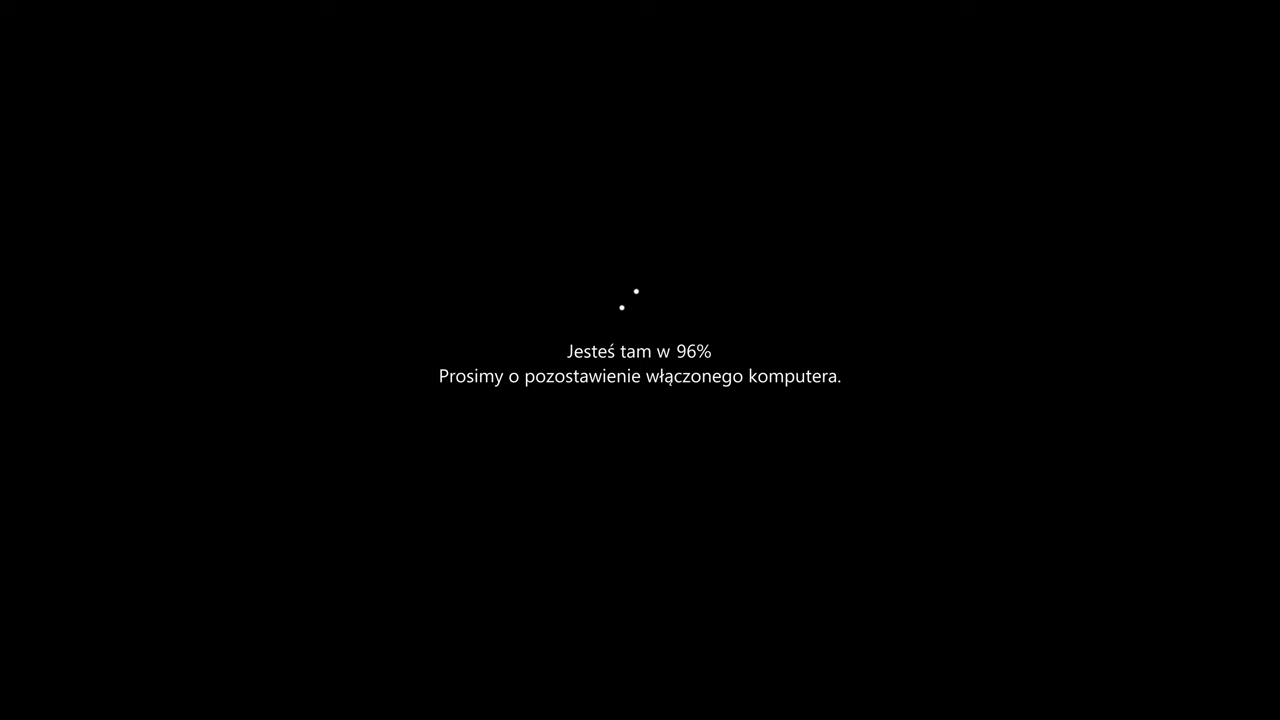 Jesteś tam w 96%
Prosimy o pozostawienie włączonego komputera.